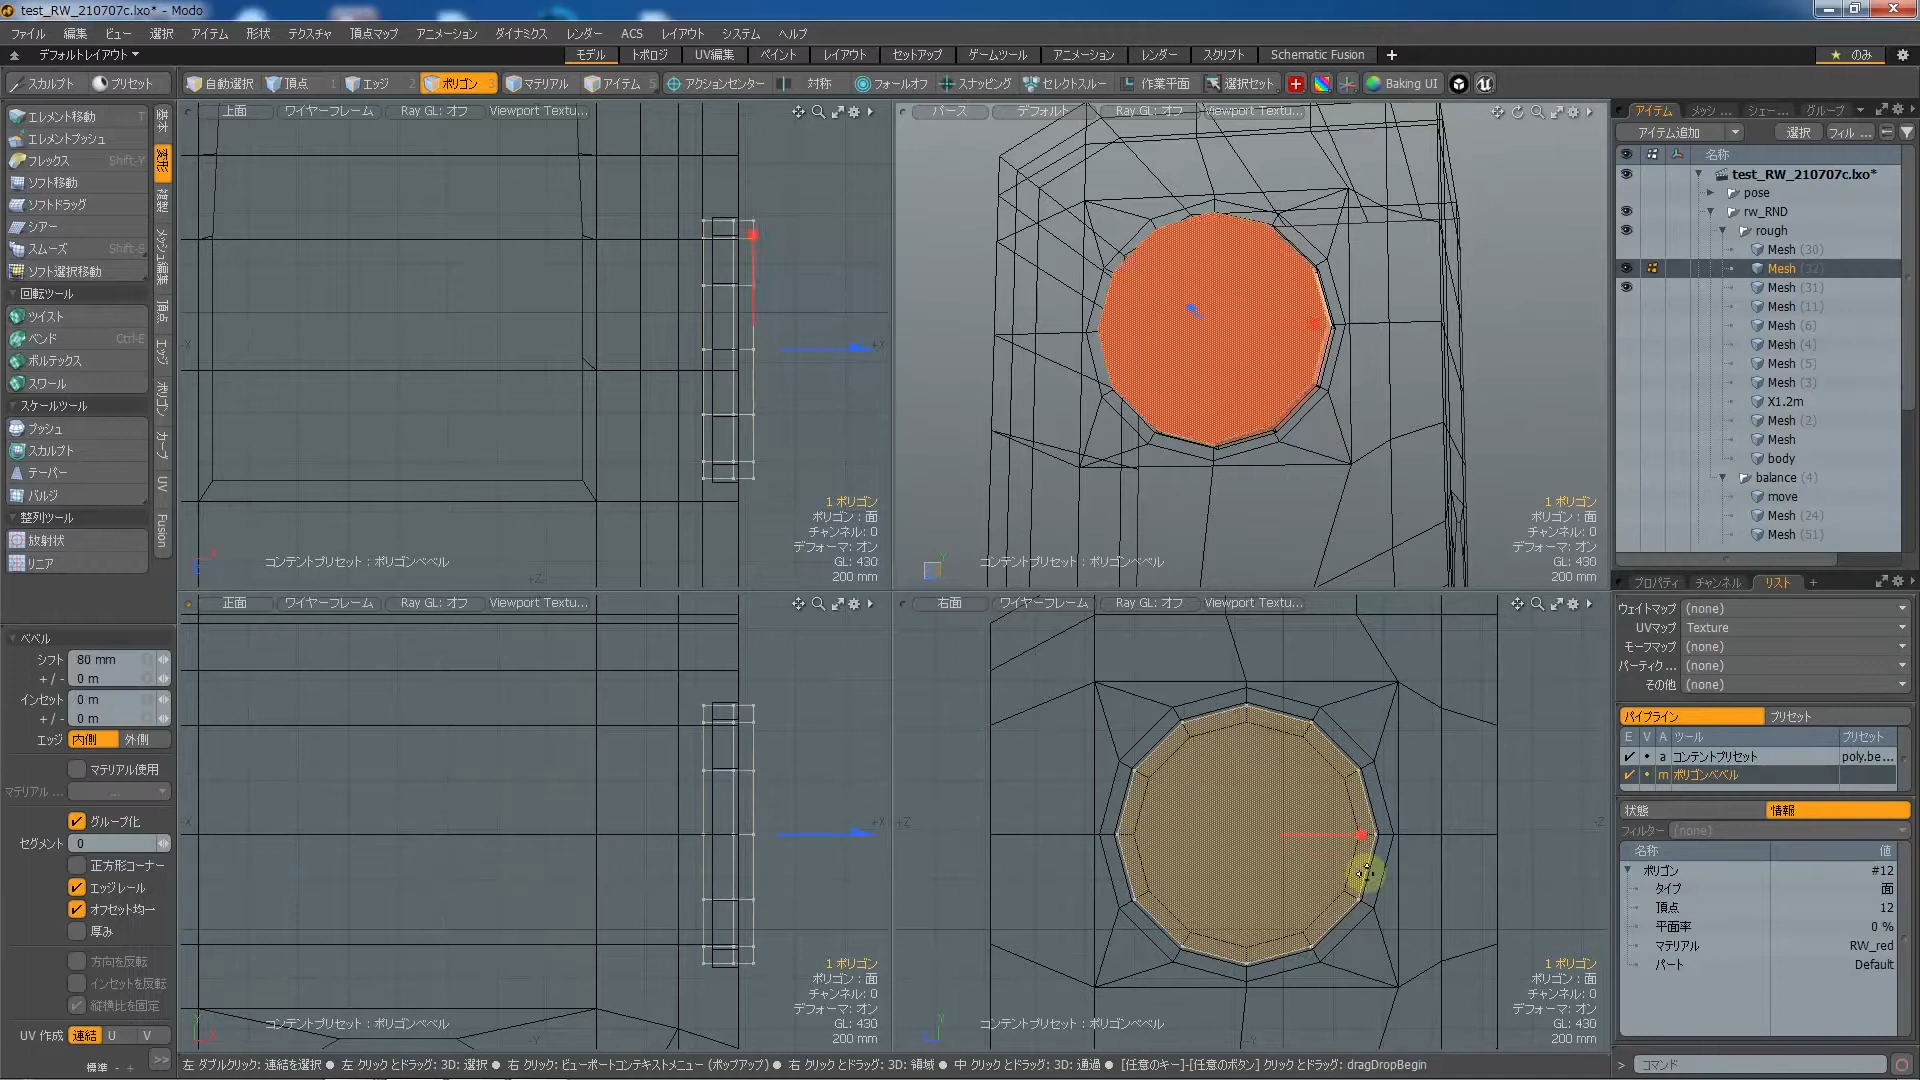 test_RW_210707c.lxo* - Modo
ファイル 編集 ビュー 選択 アイテム 形状 テクスチャ 頂点マップ アニメーション ダイナミクス レンダー ACS レイアウト システム ヘルプ
デフォルトレイアウト
モデル トポロジ UV編集 ペイント レイアウト セットアップ ゲームツール アニメーション レンダー スクリプト Schematic Fusion +
★ のみ
スカルプト プリセット
自動選択 頂点 1 エッジ 2 ポリゴン 3 マテリアル アイテム 5 アクションセンター 対称 フォールオフ スナッピング セレクトスルー 作業平面 選択セット Baking UI
エレメント移動 T
エレメントプッシュ
フレックス Shift-Y
ソフト移動
ソフトドラッグ
シアー
スムーズ Shift-S
ソフト選択移動
回転ツール
ツイスト
ベンド Ctrl-E
ボルテックス
スワール
スケールツール
プッシュ
スカルプト
テーパー
バルジ
整列ツール
放射状
リニア
基本
変形
複製
メッシュ編集
頂点
エッジ
ポリゴン
カーブ
UV
Fusion
ベベル
シフト 80 mm
+ / - 0 m
インセット 0 m
+ / - 0 m
エッジ 内側 外側
マテリアル使用
マテリアル ... ...
グループ化
セグメント 0
正方形コーナー
エッジレール
オフセット均一
厚み
方向を反転
インセットを反転
縦横比を固定
UV 作成 連結 U V
標準 - +
>>
上面 ワイヤーフレーム Ray GL: オフ Viewport Textu...
-X
+X
+Z
コンテントプリセット : ポリゴンベベル
1 ポリゴン
ポリゴン : 面
チャンネル: 0
デフォーマ: オン
GL: 430
200 mm
パース デフォルト Ray GL: オフ Viewport Textu...
コンテントプリセット : ポリゴンベベル
1 ポリゴン
ポリゴン : 面
チャンネル: 0
デフォーマ: オン
GL: 430
200 mm
正面 ワイヤーフレーム Ray GL: オフ Viewport Textu...
-X
+X
-Y
コンテントプリセット : ポリゴンベベル
1 ポリゴン
ポリゴン : 面
チャンネル: 0
デフォーマ: オン
GL: 430
200 mm
右面 ワイヤーフレーム Ray GL: オフ Viewport Textu...
+Z
-Z
-Y
コンテントプリセット : ポリゴンベベル
1 ポリゴン
ポリゴン : 面
チャンネル: 0
デフォーマ: オン
GL: 430
200 mm
左 ダブルクリック: 連結を選択 ● 左 クリックとドラッグ: 3D: 選択 ● 右 クリック: ビューポートコンテキストメニュー (ポップアップ) ● 右 クリックとドラッグ: 3D: 領域 ● 中 クリックとドラッグ: 3D: 通過 ● [任意のキー]-[任意のボタン] クリックとドラッグ: dragDropBegin
アイテム メッシ ... シェー... グループ
アイテム追加 選択 フィル ...
名称
test_RW_210707c.lxo*
pose
rw_RND
rough
Mesh (30)
Mesh (32)
Mesh (31)
Mesh (11)
Mesh (6)
Mesh (4)
Mesh (5)
Mesh (3)
X1.2m
Mesh (2)
Mesh
body
balance (4)
move
Mesh (24)
Mesh (51)
プロパティ チャンネル リスト +
ウェイトマップ (none)
UVマップ Texture
モーフマップ (none)
パーティク ... (none)
その他 (none)
パイプライン プリセット
E V A ツール プリセット
a コンテントプリセット poly.be...
m ポリゴンベベル
状態 情報
フィルター (none)
名称 値
ポリゴン #12
タイプ 面
頂点 12
平面率 0 %
マテリアル RW_red
パート Default
> コマンド